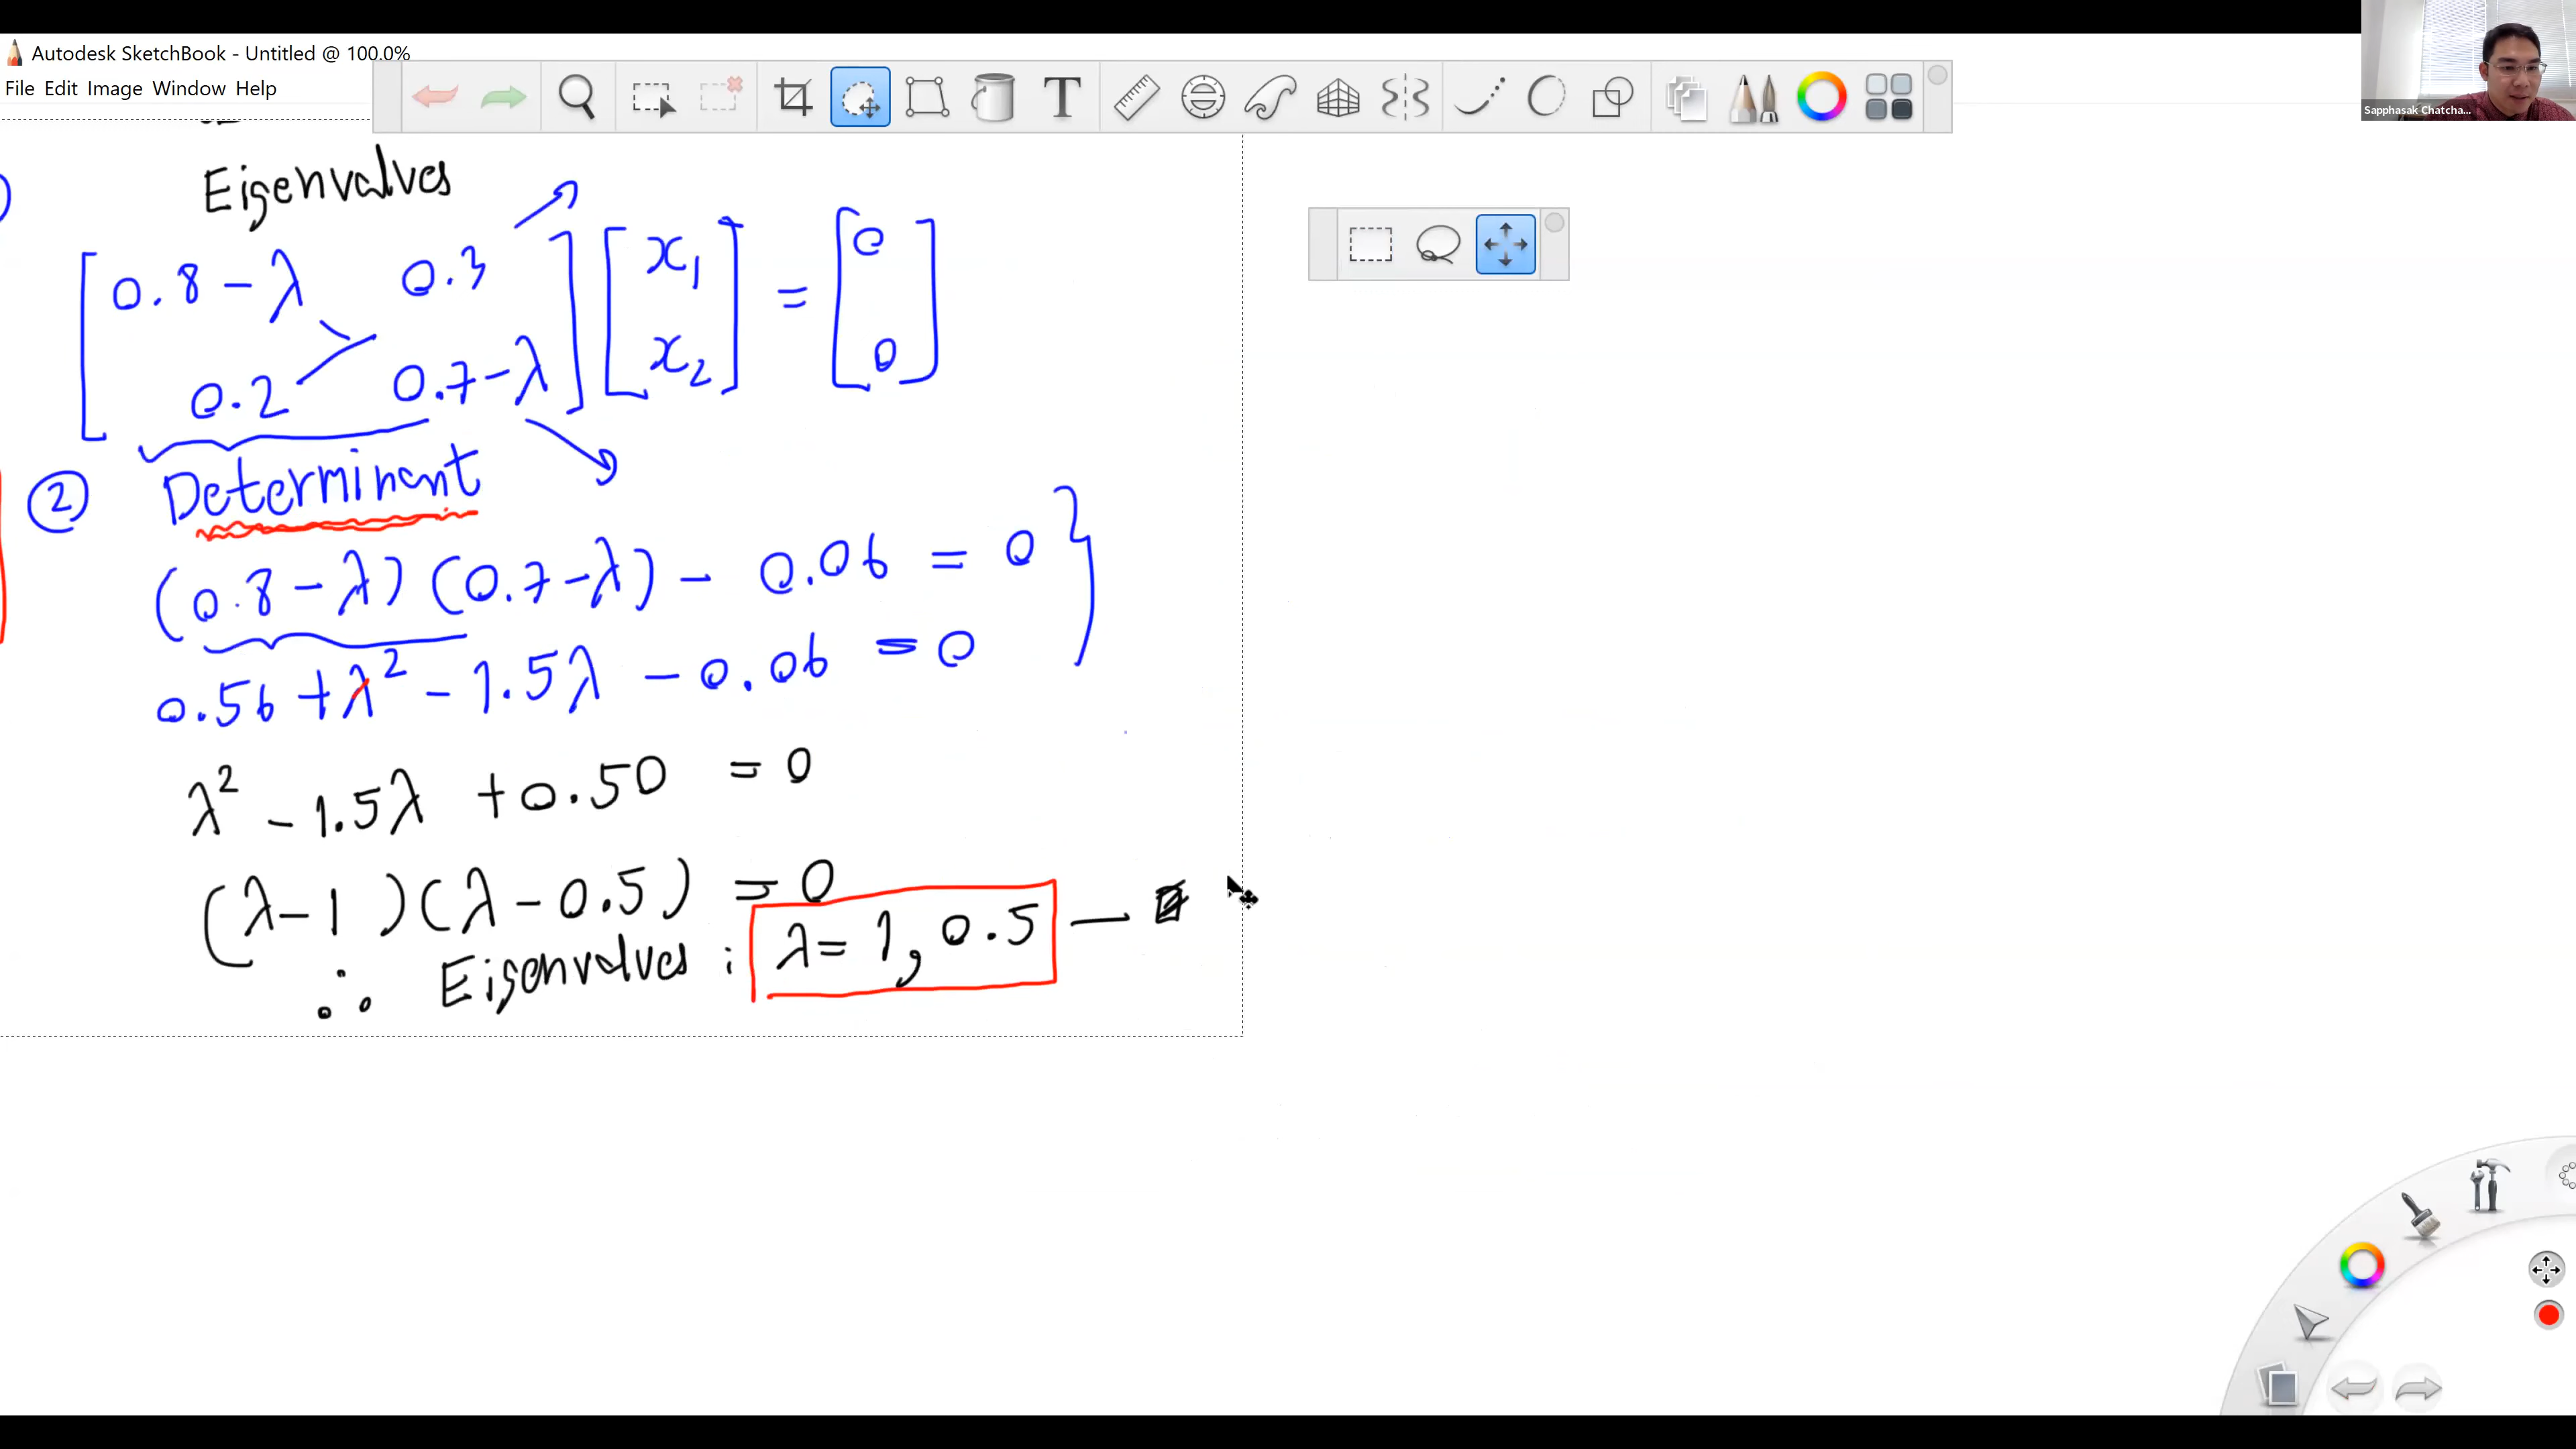 Autodesk SketchBook - Untitled @ 100.0%
File Edit Image Window Help
Sapphasak Chatcha...
Eigenvalves
[0.8-λ 0.3] [x₁] = [0]
[0.2 0.7-λ] [x₂] [0]
② Determinant
(0.8-λ)(0.7-λ) - 0.06 = 0 }
0.56 + λ² - 1.5λ - 0.06 = 0
λ² - 1.5λ + 0.50 = 0
(λ-1)(λ-0.5) = 0
∴ Eigenvalves : λ = 1, 0.5